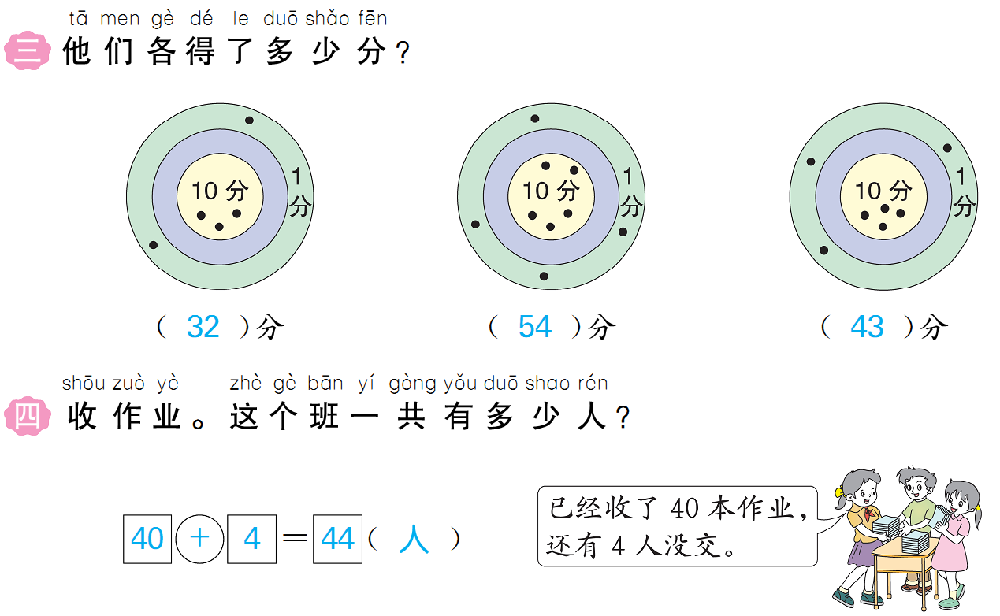 tā men gè dé le duō shǎo fēn
三 他们各得了多少分？
10分 1分
10分 1分
10分 1分
（ 32 ）分 （ 54 ）分 （ 43 ）分
shōu zuò yè zhè gè bān yí gòng yǒu duō shao rén
四 收作业。这个班一共有多少人？
已经收了 40 本作业，
还有 4 人没交。
40 + 4 = 44（ 人 ）